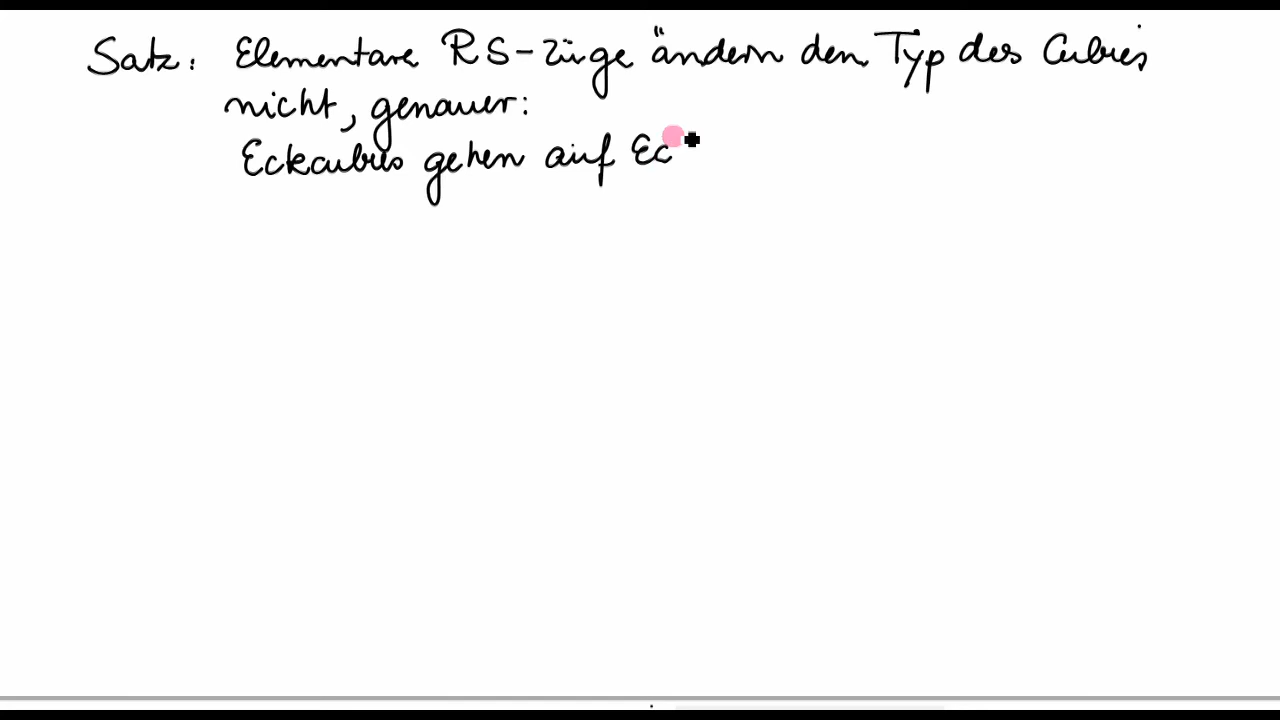 Satz: Elementare RS-Züge ändern den Typ des Cubies
nicht, genauer:
Eckcubies gehen auf Ec